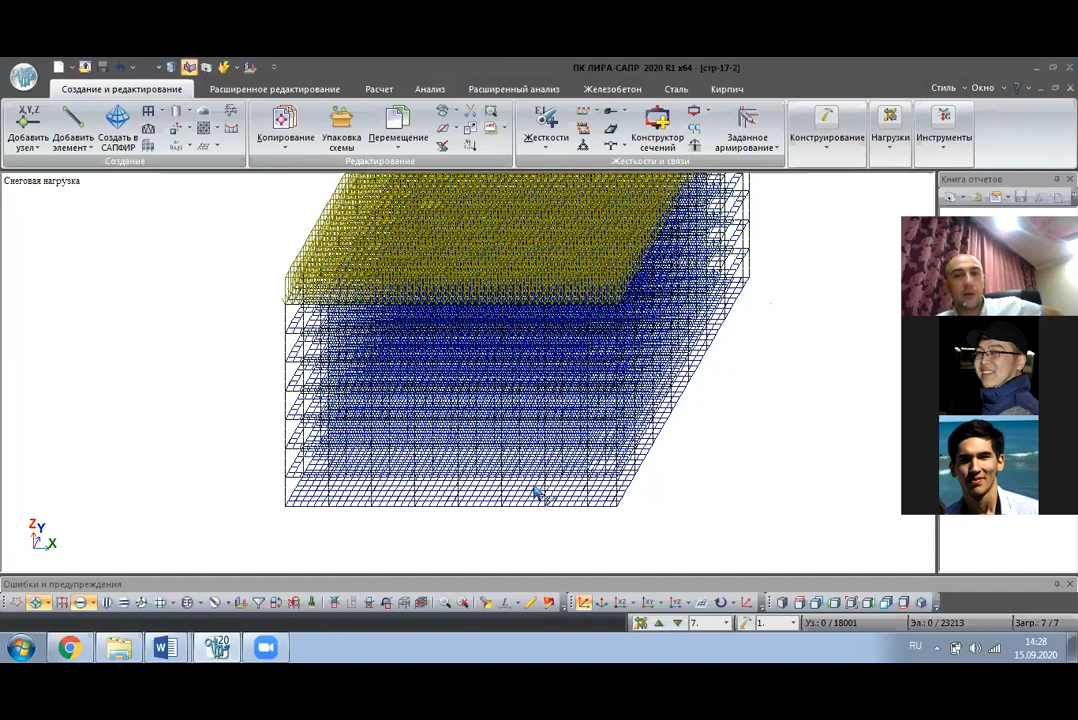 ПК ЛИРА-САПР 2020 R1 x64 - [стр-17-2]
Создание и редактирование Расширенное редактирование Расчет Анализ Расширенный анализ Железобетон Сталь Кирпич Стиль Окно
X,Y,Z
Добавить узел Добавить элемент Создать в САПФИР Копирование Упаковка схемы Перемещение Жесткости Конструктор сечений Заданное армирование Конструирование Нагрузки Инструменты
Создание Редактирование Жесткости и связи
Снеговая нагрузка
Книга отчетов
Z
Y
X
Ошибки и предупреждения
7. 1. Уз.: 0 / 18001 Эл.: 0 / 23213 Загр.: 7 / 7
20
RU
14:28
15.09.2020